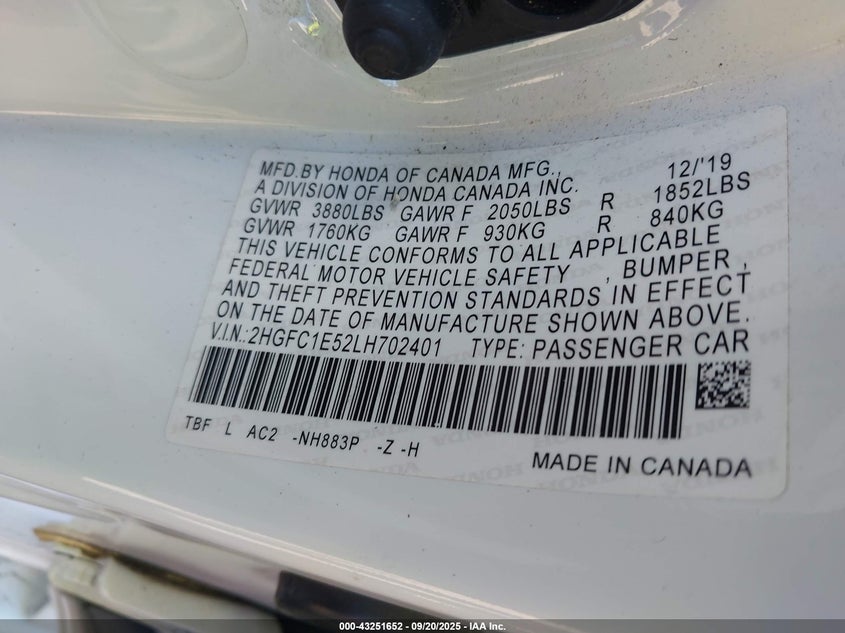 MFD.BY HONDA OF CANADA MFG., 12/'19
A DIVISION OF HONDA CANADA INC.
GVWR 3880LBS GAWR F 2050LBS R 1852LBS
GVWR 1760KG GAWR F 930KG R 840KG
THIS VEHICLE CONFORMS TO ALL APPLICABLE
FEDERAL MOTOR VEHICLE SAFETY , BUMPER ,
AND THEFT PREVENTION STANDARDS IN EFFECT
ON THE DATE OF MANUFACTURE SHOWN ABOVE.
V.I.N.: 2HGFC1E52LH702401 TYPE: PASSENGER CAR
TBF L AC2 -NH883P -Z -H
MADE IN CANADA
000-43251652 - 09/20/2025 - IAA Inc.